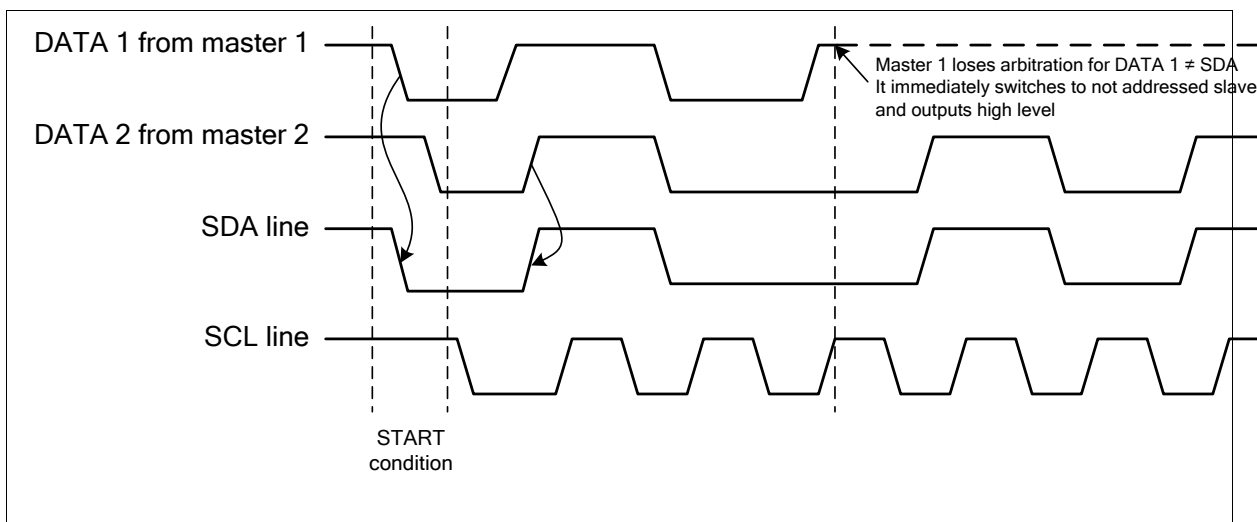 DATA 1 from master 1
Master 1 loses arbitration for DATA 1 ≠ SDA
It immediately switches to not addressed slave
and outputs high level
DATA 2 from master 2
SDA line
SCL line
START
condition